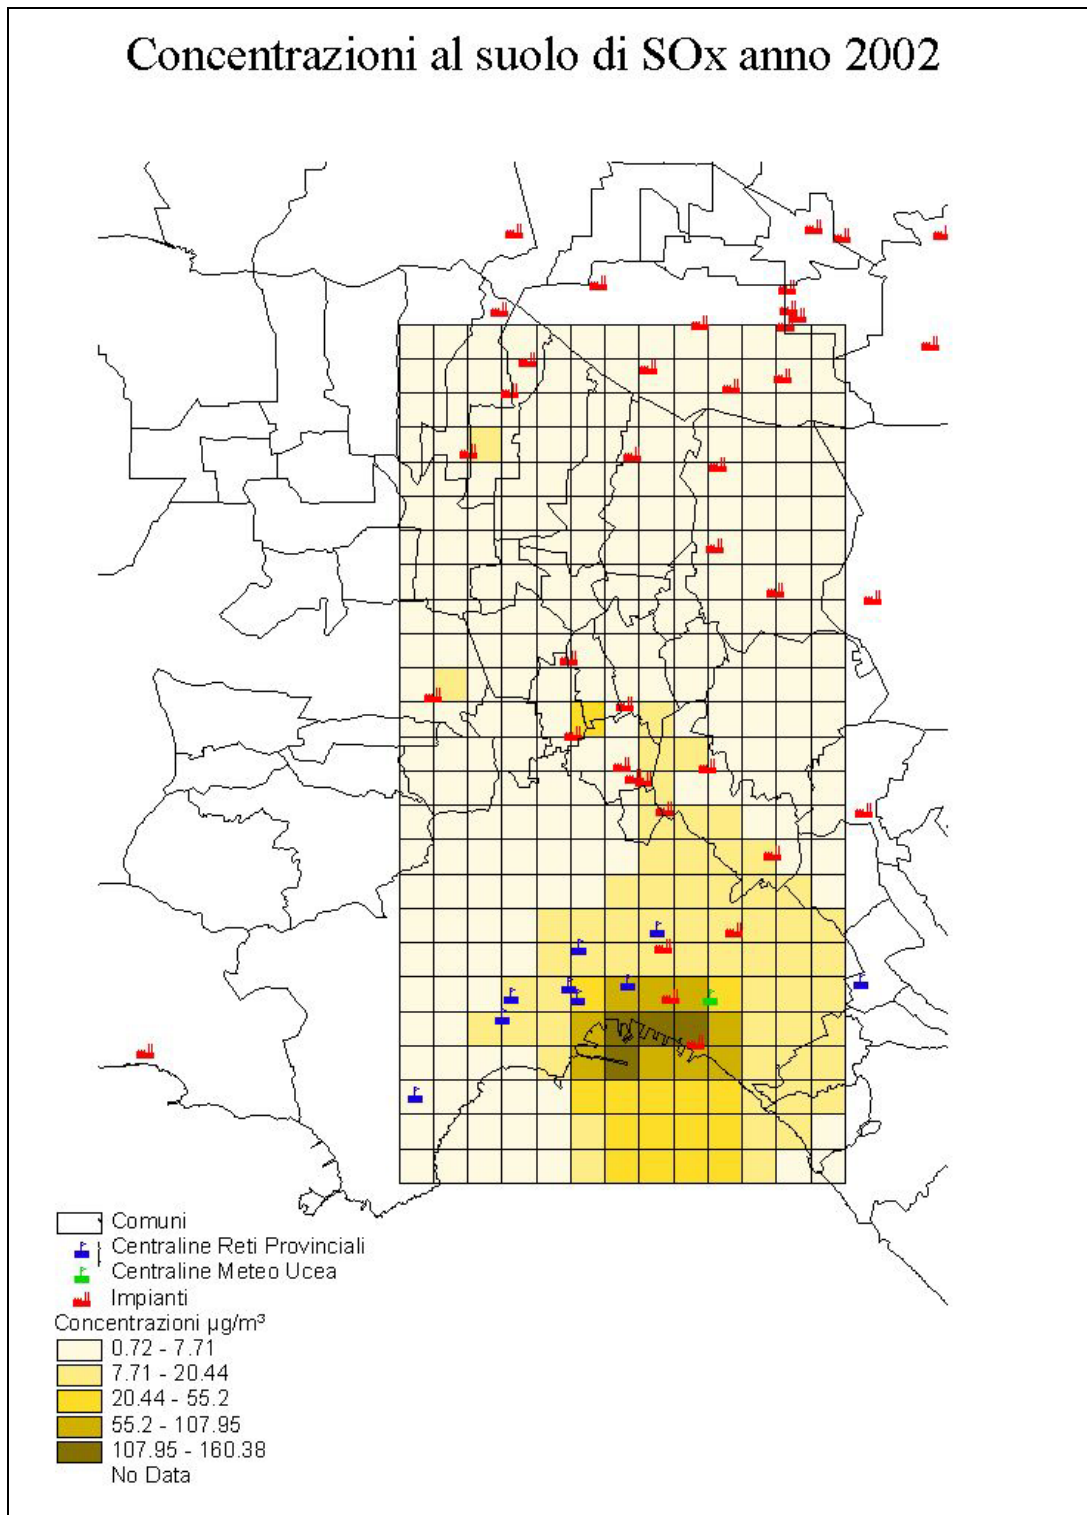 Concentrazioni al suolo di SOx anno 2002
Comuni
Centraline Reti Provinciali
Centraline Meteo Ucea
Impianti
Concentrazioni µg/m³
0.72 - 7.71
7.71 - 20.44
20.44 - 55.2
55.2 - 107.95
107.95 - 160.38
No Data